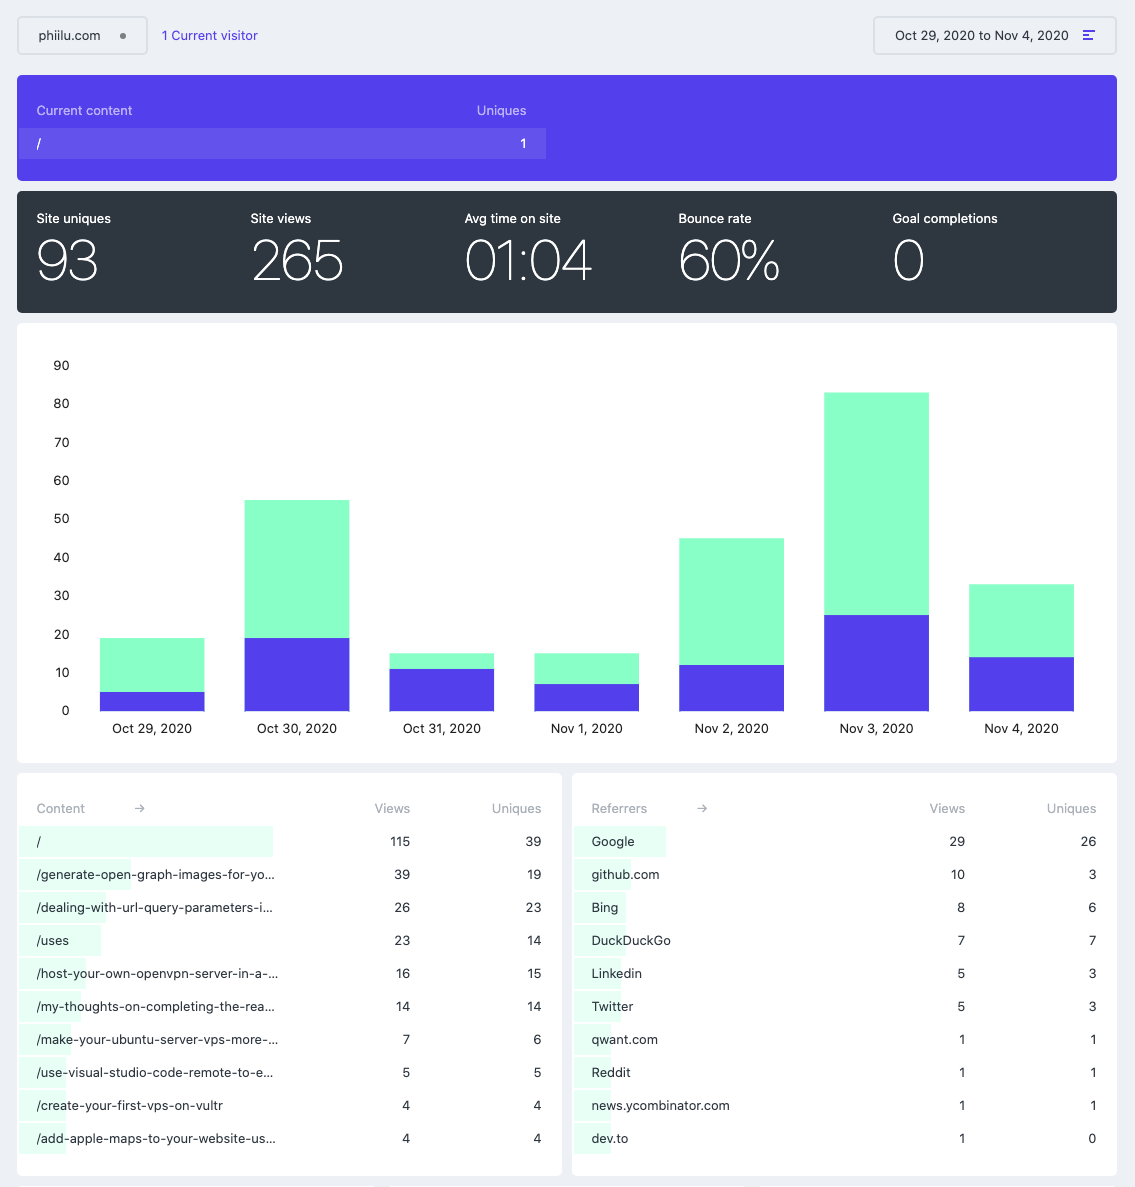 phiilu.com
1 Current visitor
Oct 29, 2020 to Nov 4, 2020
Current content Uniques
/ 1
Site uniques Site views Avg time on site Bounce rate Goal completions
93 265 01:04 60% 0
90
80
70
60
50
40
30
20
10
0
Oct 29, 2020 Oct 30, 2020 Oct 31, 2020 Nov 1, 2020 Nov 2, 2020 Nov 3, 2020 Nov 4, 2020
Content → Views Uniques
/ 115 39
/generate-open-graph-images-for-yo... 39 19
/dealing-with-url-query-parameters-i... 26 23
/uses 23 14
/host-your-own-openvpn-server-in-a-... 16 15
/my-thoughts-on-completing-the-rea... 14 14
/make-your-ubuntu-server-vps-more-... 7 6
/use-visual-studio-code-remote-to-e... 5 5
/create-your-first-vps-on-vultr 4 4
/add-apple-maps-to-your-website-us... 4 4
Referrers → Views Uniques
Google 29 26
github.com 10 3
Bing 8 6
DuckDuckGo 7 7
Linkedin 5 3
Twitter 5 3
qwant.com 1 1
Reddit 1 1
news.ycombinator.com 1 1
dev.to 1 0